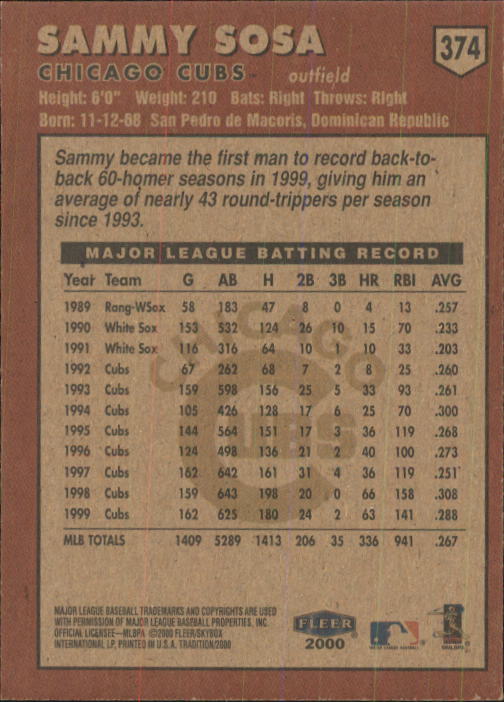 SAMMY SOSA
374
CHICAGO CUBS™ outfield
Height: 6'0" Weight: 210 Bats: Right Throws: Right
Born: 11-12-68 San Pedro de Macoris, Dominican Republic
Sammy became the first man to record back-to-
back 60-homer seasons in 1999, giving him an
average of nearly 43 round-trippers per season
since 1993.
MAJOR LEAGUE BATTING RECORD
Year Team G AB H 2B 3B HR RBI AVG
1989 Rang-WSox 58 183 47 8 0 4 13 .257
1990 White Sox 153 532 124 26 10 15 70 .233
1991 White Sox 116 316 64 10 1 10 33 .203
1992 Cubs 67 262 68 7 2 8 25 .260
1993 Cubs 159 598 156 25 5 33 93 .261
1994 Cubs 105 426 128 17 6 25 70 .300
1995 Cubs 144 564 151 17 3 36 119 .268
1996 Cubs 124 498 136 21 2 40 100 .273
1997 Cubs 162 642 161 31 4 36 119 .251
1998 Cubs 159 643 198 20 0 66 158 .308
1999 Cubs 162 625 180 24 2 63 141 .288
MLB TOTALS 1409 5289 1413 206 35 336 941 .267
CHICAGO
CUBS
MAJOR LEAGUE BASEBALL TRADEMARKS AND COPYRIGHTS ARE USED
WITH PERMISSION OF MAJOR LEAGUE BASEBALL PROPERTIES, INC.
OFFICIAL LICENSEE—MLBPA ©2000 FLEER/SKYBOX
INTERNATIONAL LP. PRINTED IN U.S.A. TRADITION/2000
FLEER
2000
MAJOR LEAGUE BASEBALL